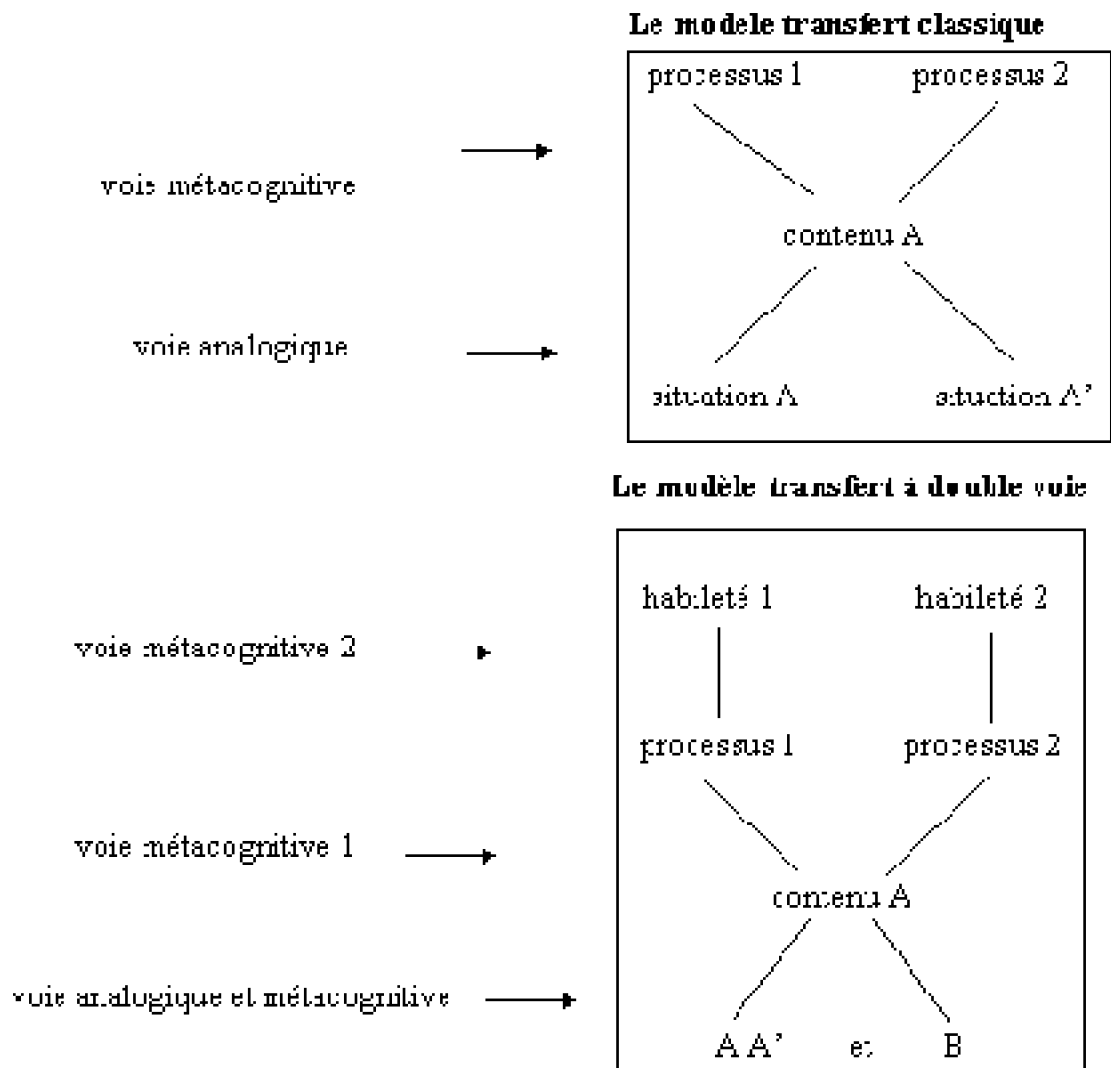 Le modele transfert classique
processus 1 processus 2
voie métacognitive
contenu A
voie analogique
situation A situation A'
Le modèle transfert à double voie
habileté 1 habileté 2
voie métacognitive 2
processus 1 processus 2
voie métacognitive 1
contenu A
voie analogique et métacognitive
A A' et B